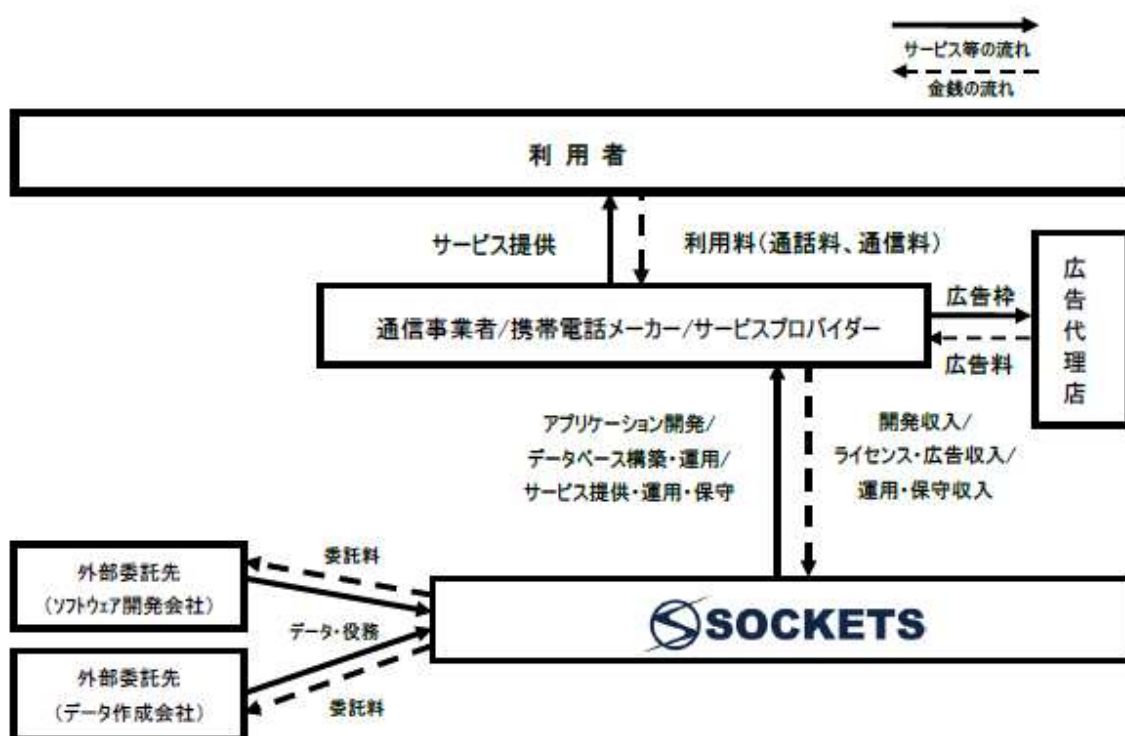 サービス等の流れ
金銭の流れ
利用者
サービス提供
利用料(通話料、通信料)
通信事業者/携帯電話メーカー/サービスプロバイダー
広告枠
広告料
広告代理店
アプリケーション開発/
データベース構築・運用/
サービス提供・運用・保守
開発収入/
ライセンス・広告収入/
運用・保守収入
外部委託先
(ソフトウェア開発会社)
委託料
データ・役務
SOCKETS
外部委託先
(データ作成会社)
委託料